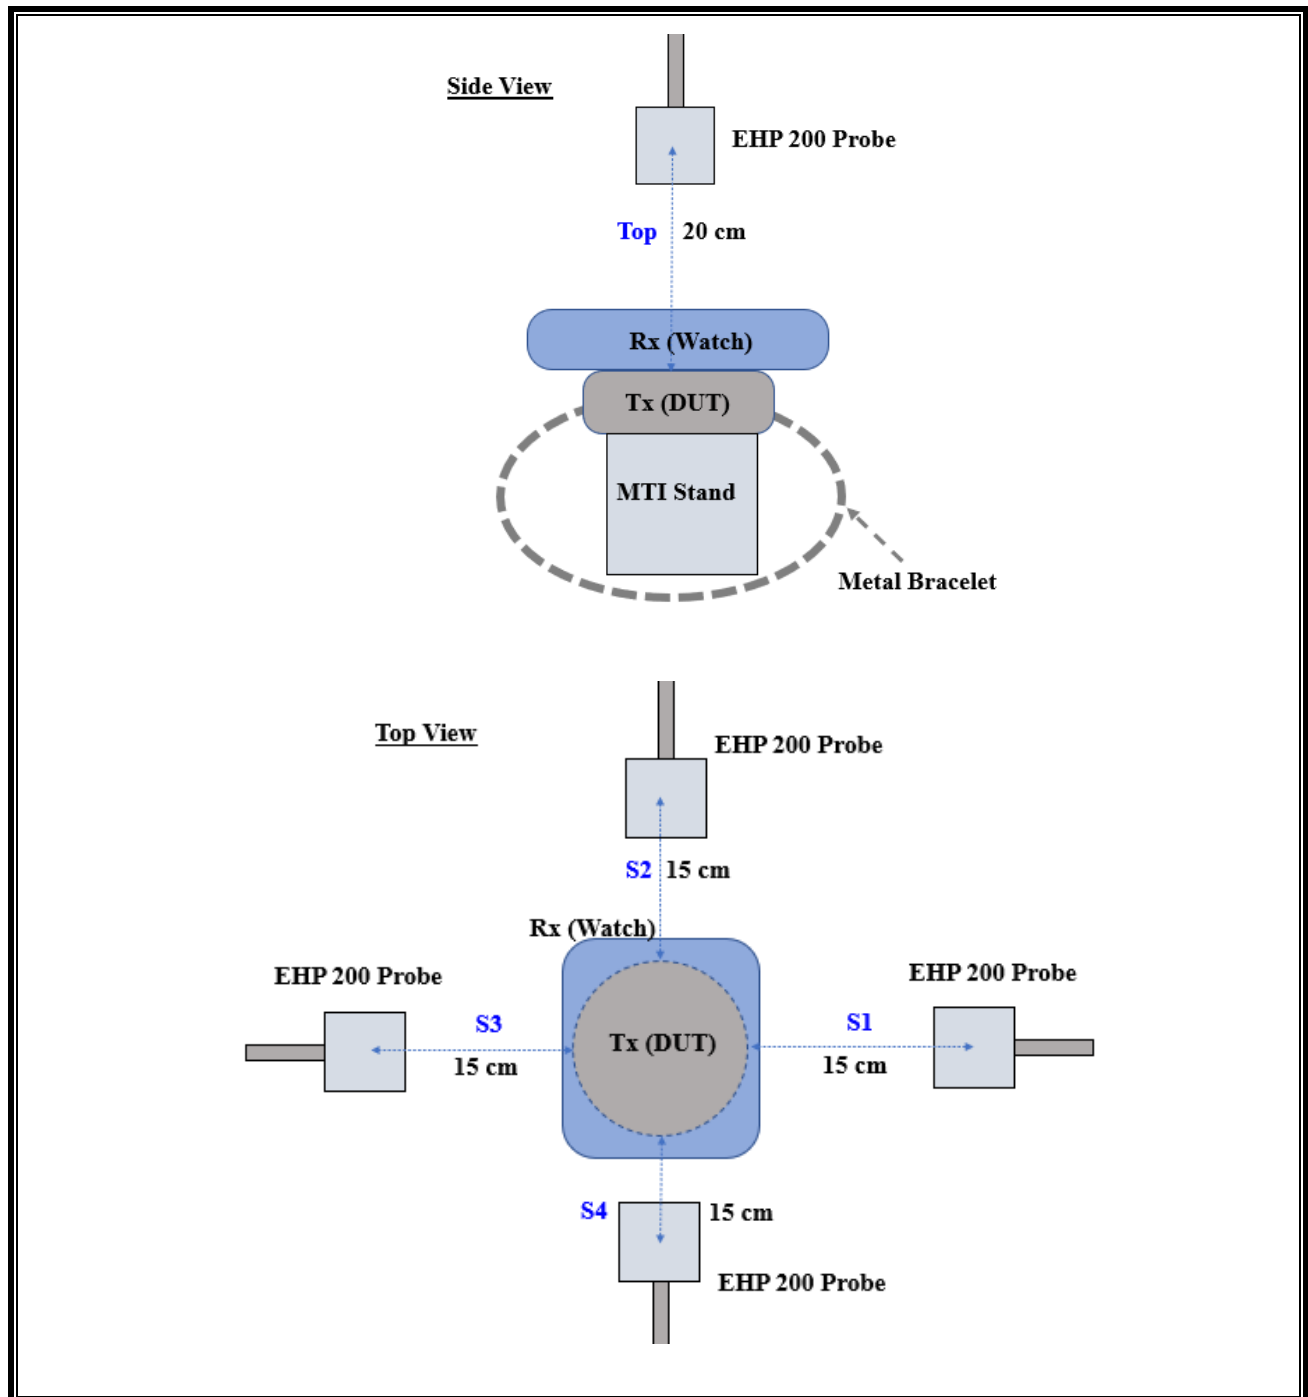 Side View
EHP 200 Probe
Top 20 cm
Rx (Watch)
Tx (DUT)
MTI Stand
Metal Bracelet
Top View
EHP 200 Probe
S2 15 cm
Rx (Watch)
EHP 200 Probe
EHP 200 Probe
S3
S1
Tx (DUT)
15 cm
15 cm
S4
15 cm
EHP 200 Probe